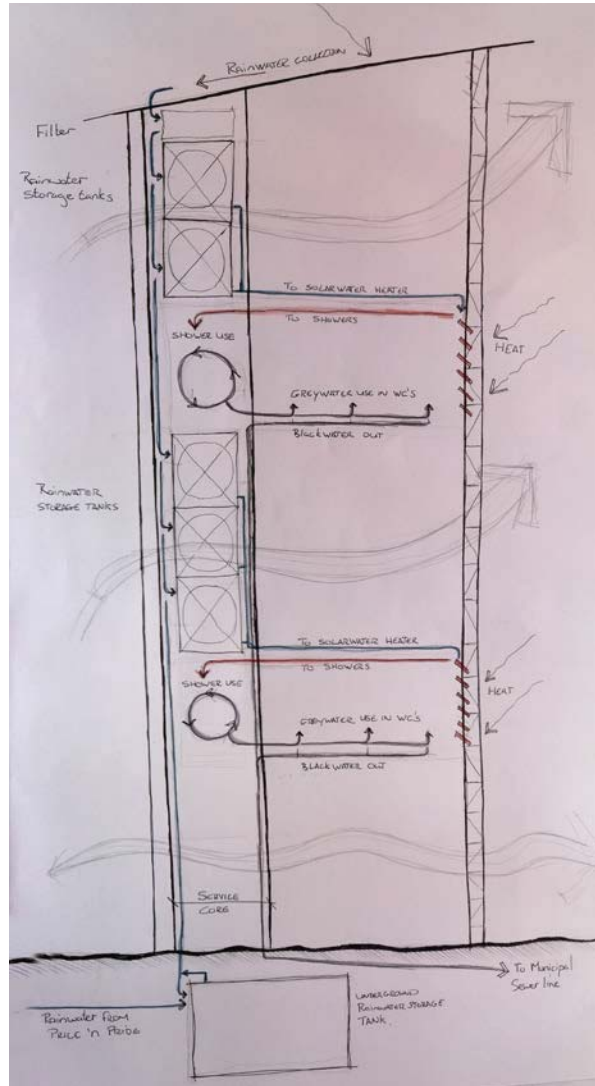 RAINWATER COLLECTION
Filter
Rainwater
Storage tanks
TO SOLARWATER HEATER
TO SHOWERS
SHOWER USE
HEAT
GREYWATER USE IN WC'S
BLACKWATER OUT
RAINWATER
STORAGE TANKS
TO SOLARWATER HEATER
TO SHOWERS
SHOWER USE
HEAT
GREYWATER USE IN WC'S
BLACKWATER OUT
SERVICE
CORE
To Municipal
Sewer line
UNDERGROUND
RAINWATER STORAGE
TANK.
Rainwater from
PRICE 'n PRIDE